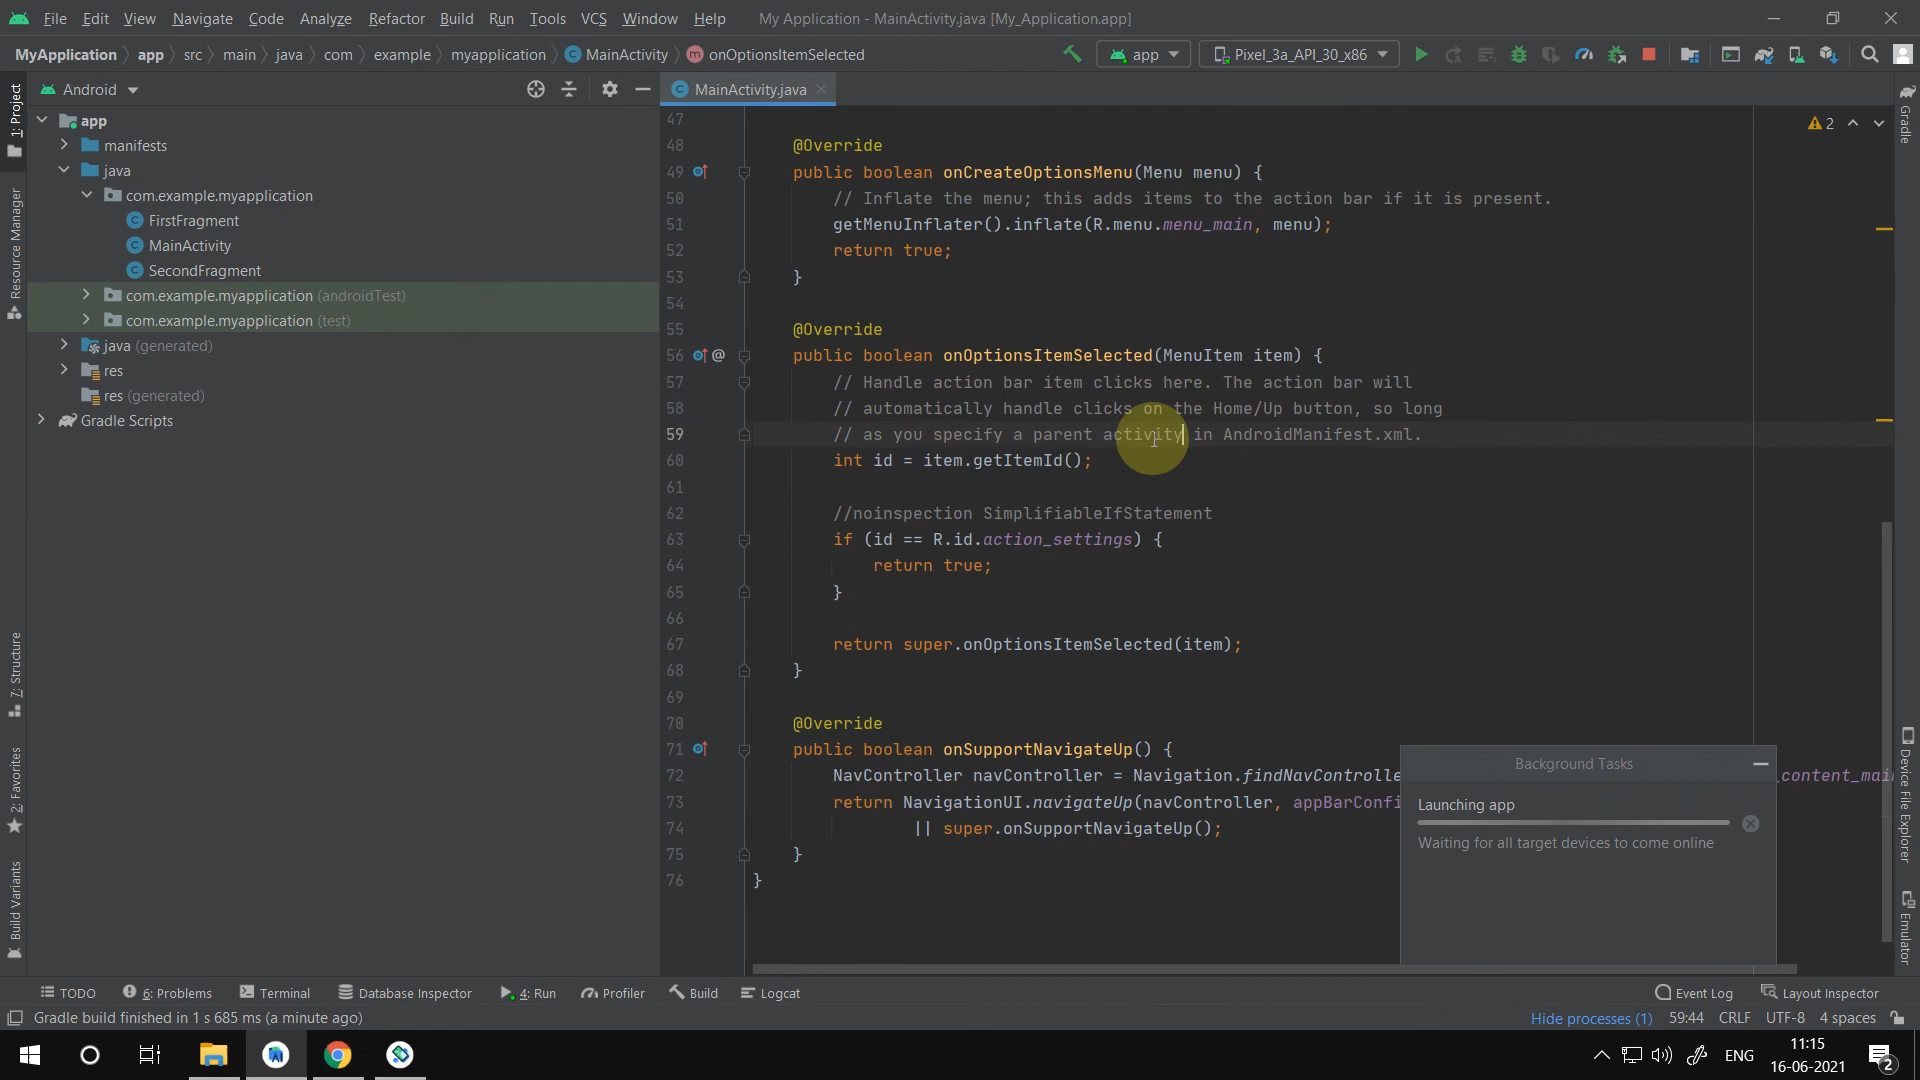 File Edit View Navigate Code Analyze Refactor Build Run Tools VCS Window Help My Application - MainActivity.java [My_Application.app]
MyApplication app src main java com example myapplication MainActivity onOptionsItemSelected app Pixel_3a_API_30_x86
1: Project
Resource Manager
7: Structure
2: Favorites
Build Variants
Android
app
manifests
java
com.example.myapplication
FirstFragment
MainActivity
SecondFragment
com.example.myapplication (androidTest)
com.example.myapplication (test)
java (generated)
res
res (generated)
Gradle Scripts
MainActivity.java
2
47
48 @Override
49 public boolean onCreateOptionsMenu(Menu menu) {
50 // Inflate the menu; this adds items to the action bar if it is present.
51 getMenuInflater().inflate(R.menu.menu_main, menu);
52 return true;
53 }
54
55 @Override
56 @ public boolean onOptionsItemSelected(MenuItem item) {
57 // Handle action bar item clicks here. The action bar will
58 // automatically handle clicks on the Home/Up button, so long
59 // as you specify a parent activity in AndroidManifest.xml.
60 int id = item.getItemId();
61
62 //noinspection SimplifiableIfStatement
63 if (id == R.id.action_settings) {
64 return true;
65 }
66
67 return super.onOptionsItemSelected(item);
68 }
69
70 @Override
71 public boolean onSupportNavigateUp() {
72 NavController navController = Navigation.findNavControlle _content_mai
73 return NavigationUI.navigateUp(navController, appBarConfi
74 || super.onSupportNavigateUp();
75 }
76 }
Background Tasks
Launching app
Waiting for all target devices to come online
Gradle
Device File Explorer
Emulator
TODO 6: Problems Terminal Database Inspector 4: Run Profiler Build Logcat Event Log Layout Inspector
Gradle build finished in 1 s 685 ms (a minute ago) Hide processes (1) 59:44 CRLF UTF-8 4 spaces
ENG 11:15
16-06-2021
2